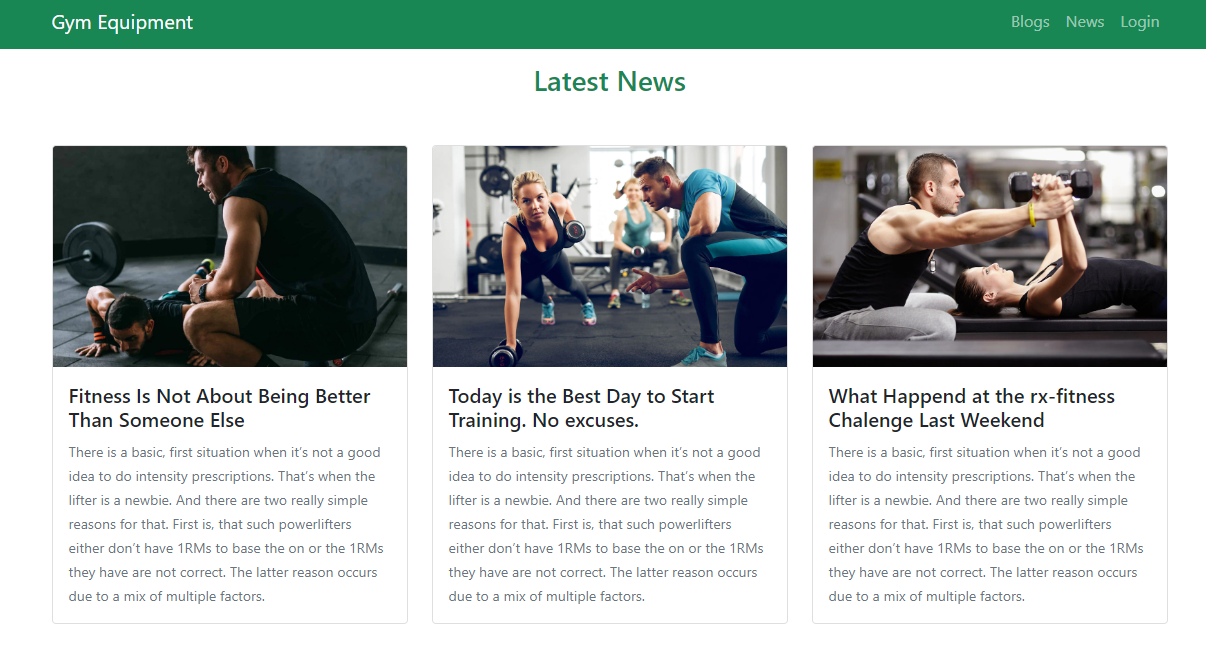 Gym Equipment
Blogs News Login
Latest News
Fitness Is Not About Being Better
Than Someone Else
There is a basic, first situation when it’s not a good
idea to do intensity prescriptions. That’s when the
lifter is a newbie. And there are two really simple
reasons for that. First is, that such powerlifters
either don’t have 1RMs to base the on or the 1RMs
they have are not correct. The latter reason occurs
due to a mix of multiple factors.
Today is the Best Day to Start
Training. No excuses.
There is a basic, first situation when it’s not a good
idea to do intensity prescriptions. That’s when the
lifter is a newbie. And there are two really simple
reasons for that. First is, that such powerlifters
either don’t have 1RMs to base the on or the 1RMs
they have are not correct. The latter reason occurs
due to a mix of multiple factors.
What Happend at the rx-fitness
Chalenge Last Weekend
There is a basic, first situation when it’s not a good
idea to do intensity prescriptions. That’s when the
lifter is a newbie. And there are two really simple
reasons for that. First is, that such powerlifters
either don’t have 1RMs to base the on or the 1RMs
they have are not correct. The latter reason occurs
due to a mix of multiple factors.